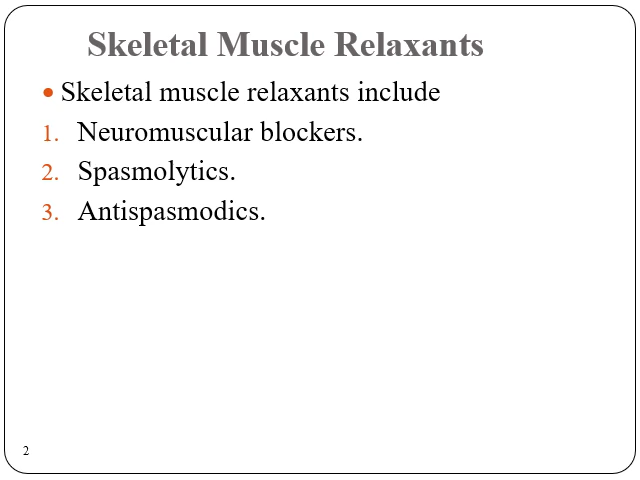 Skeletal Muscle Relaxants
• Skeletal muscle relaxants include
1. Neuromuscular blockers.
2. Spasmolytics.
3. Antispasmodics.
2